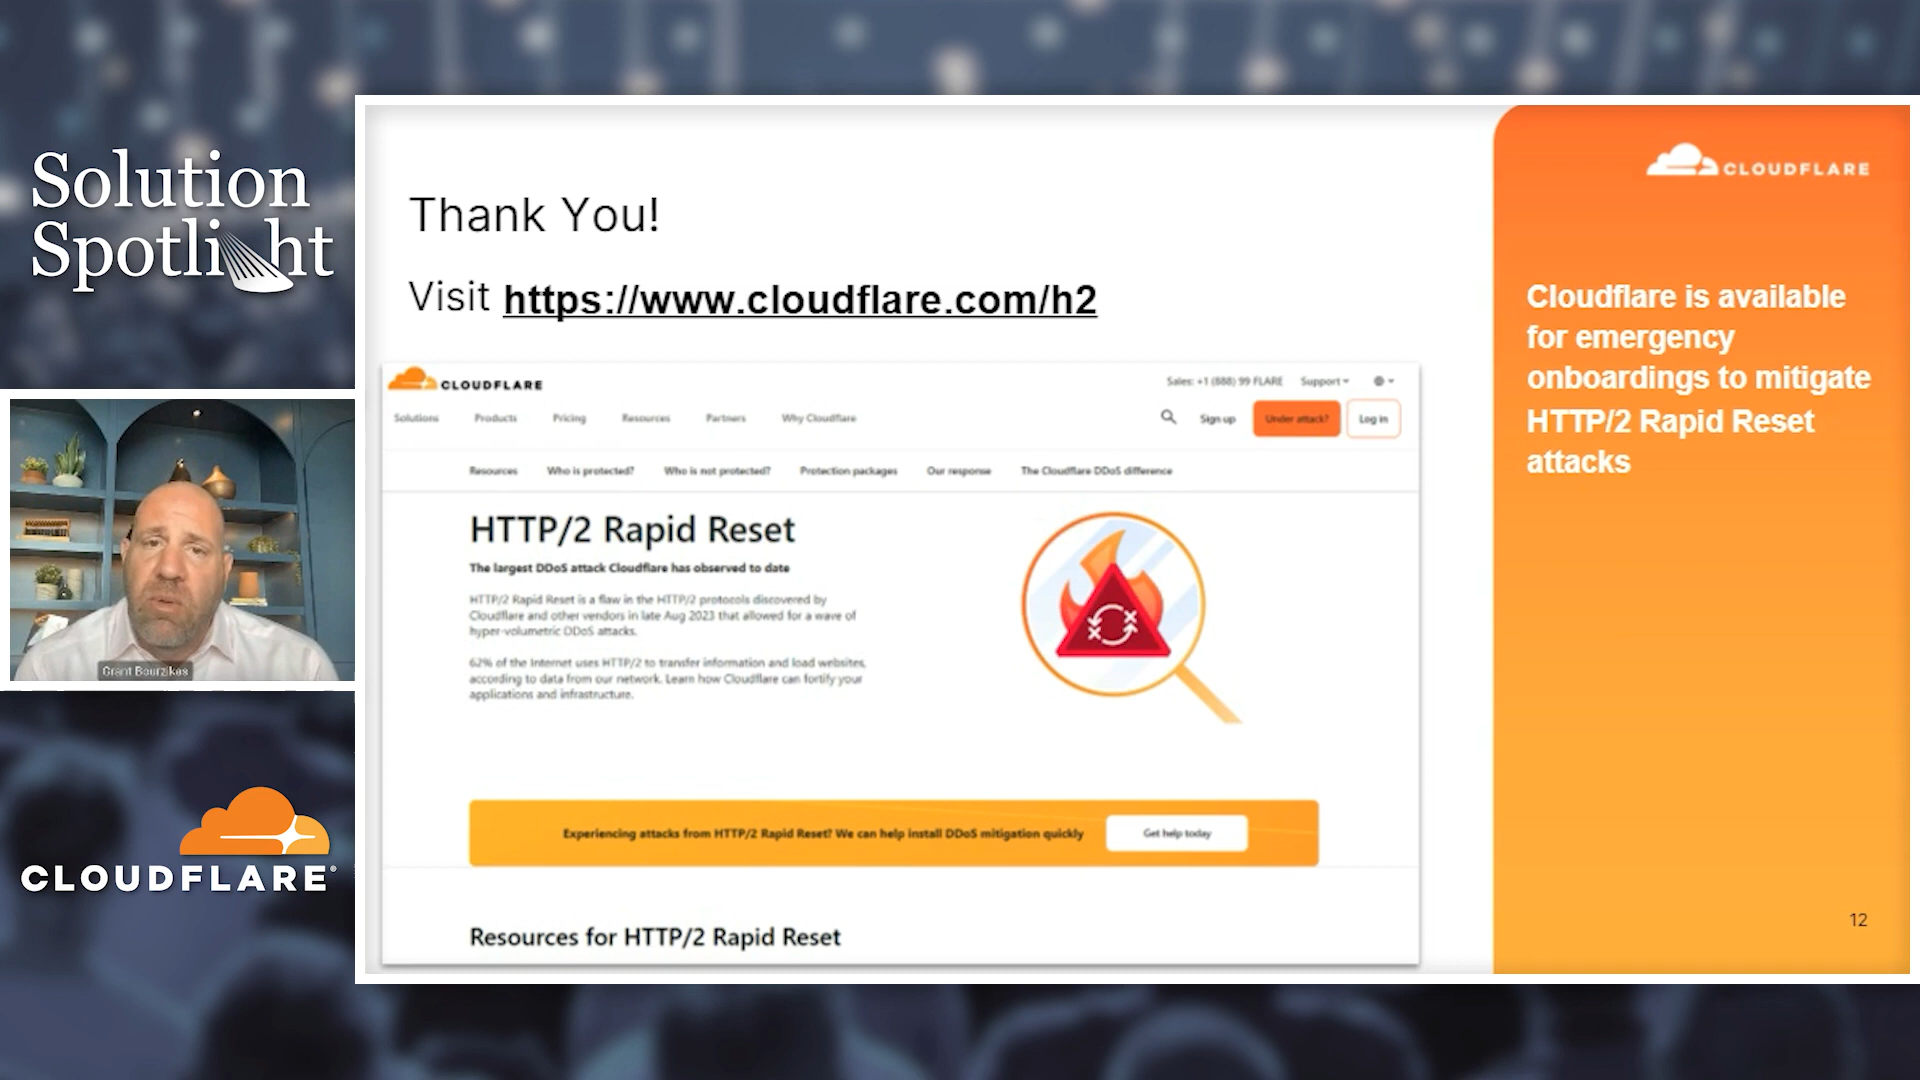 Solution
Spotlight
Grant Bourzikas
CLOUDFLARE
Thank You!
Visit https://www.cloudflare.com/h2
CLOUDFLARE
Sales: +1 (888) 99 FLARE Support
Solutions Products Pricing Resources Partners Why Cloudflare
Sign up Under attack? Log in
Resources Who is protected? Who is not protected? Protection packages Our response The Cloudflare DDoS difference
HTTP/2 Rapid Reset
The largest DDoS attack Cloudflare has observed to date
HTTP/2 Rapid Reset is a flaw in the HTTP/2 protocols discovered by
Cloudflare and other vendors in late Aug 2023 that allowed for a wave of
hyper-volumetric DDoS attacks.
62% of the Internet uses HTTP/2 to transfer information and load websites,
according to data from our network. Learn how Cloudflare can fortify your
applications and infrastructure.
Experiencing attacks from HTTP/2 Rapid Reset? We can help install DDoS mitigation quickly
Get help today
Resources for HTTP/2 Rapid Reset
CLOUDFLARE
Cloudflare is available
for emergency
onboardings to mitigate
HTTP/2 Rapid Reset
attacks
12